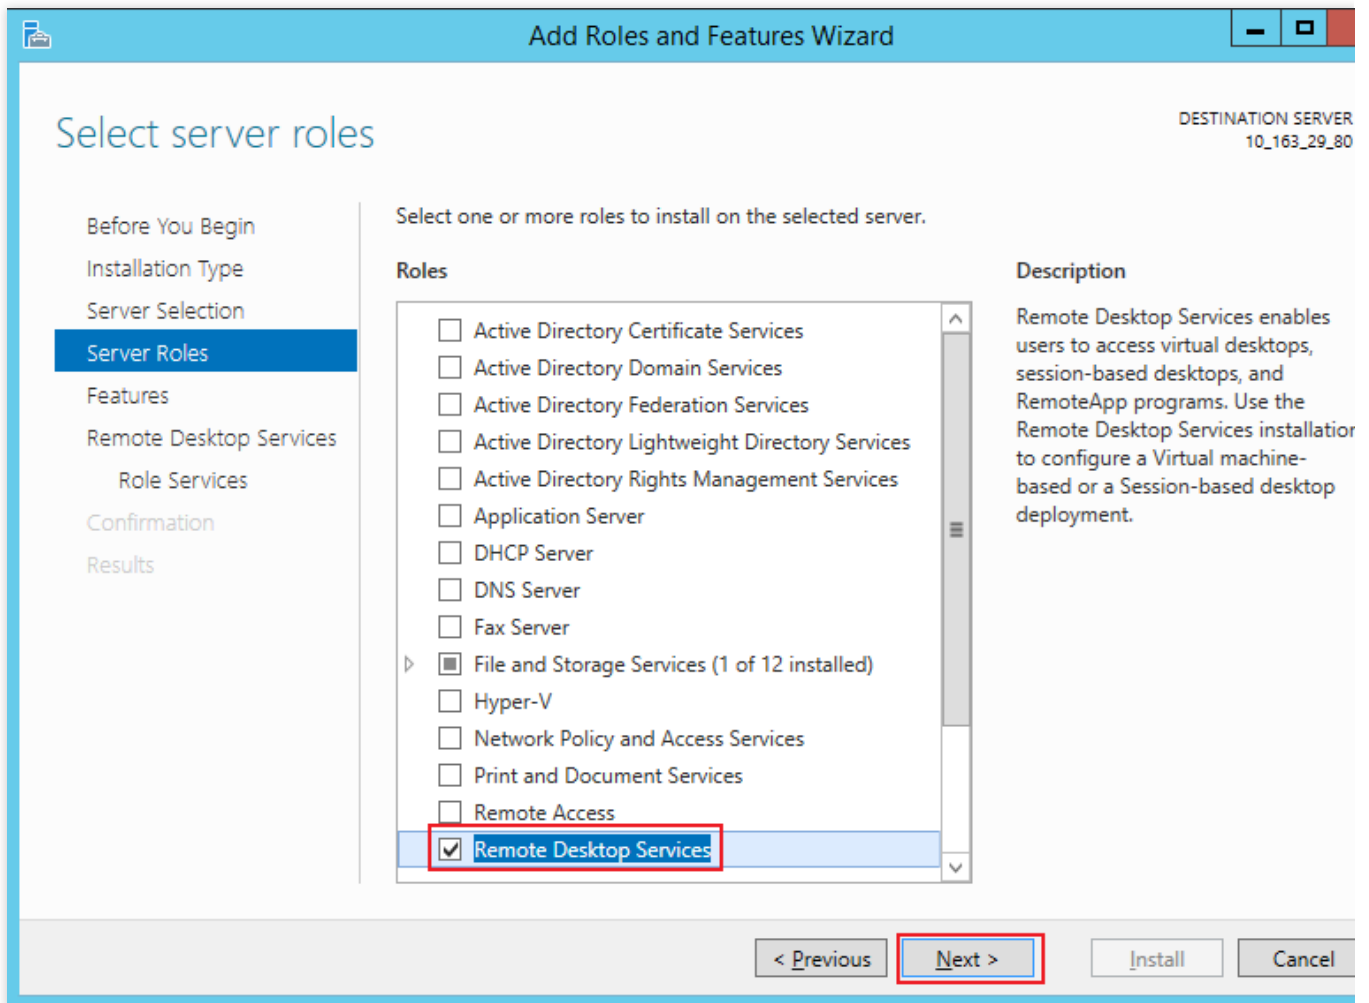 Add Roles and Features Wizard
Select server roles
DESTINATION SERVER
10_163_29_80
Before You Begin
Installation Type
Server Selection
Server Roles
Features
Remote Desktop Services
Role Services
Confirmation
Results
Select one or more roles to install on the selected server.
Roles
Active Directory Certificate Services
Active Directory Domain Services
Active Directory Federation Services
Active Directory Lightweight Directory Services
Active Directory Rights Management Services
Application Server
DHCP Server
DNS Server
Fax Server
File and Storage Services (1 of 12 installed)
Hyper-V
Network Policy and Access Services
Print and Document Services
Remote Access
Remote Desktop Services
Description
Remote Desktop Services enables
users to access virtual desktops,
session-based desktops, and
RemoteApp programs. Use the
Remote Desktop Services installation
to configure a Virtual machine-
based or a Session-based desktop
deployment.
< Previous
Next >
Install
Cancel